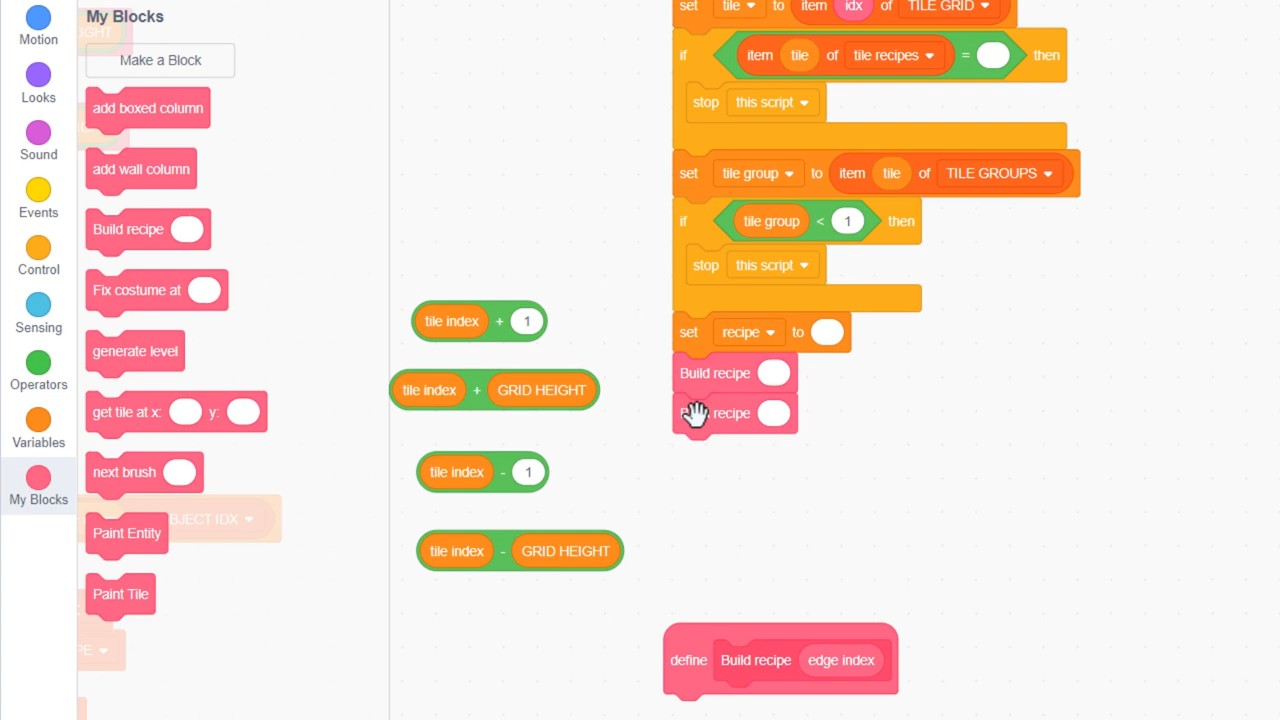 My Blocks
Make a Block
Motion
Looks
Sound
Events
Control
Sensing
Operators
Variables
My Blocks
add boxed column
add wall column
Build recipe
Fix costume at
generate level
get tile at x: y:
next brush
Paint Entity
Paint Tile
BJECT IDX
tile index + 1
tile index + GRID HEIGHT
tile index - 1
tile index - GRID HEIGHT
set tile to item idx of TILE GRID
if item tile of tile recipes = then
stop this script
set tile group to item tile of TILE GROUPS
if tile group < 1 then
stop this script
set recipe to
Build recipe
recipe
define Build recipe edge index